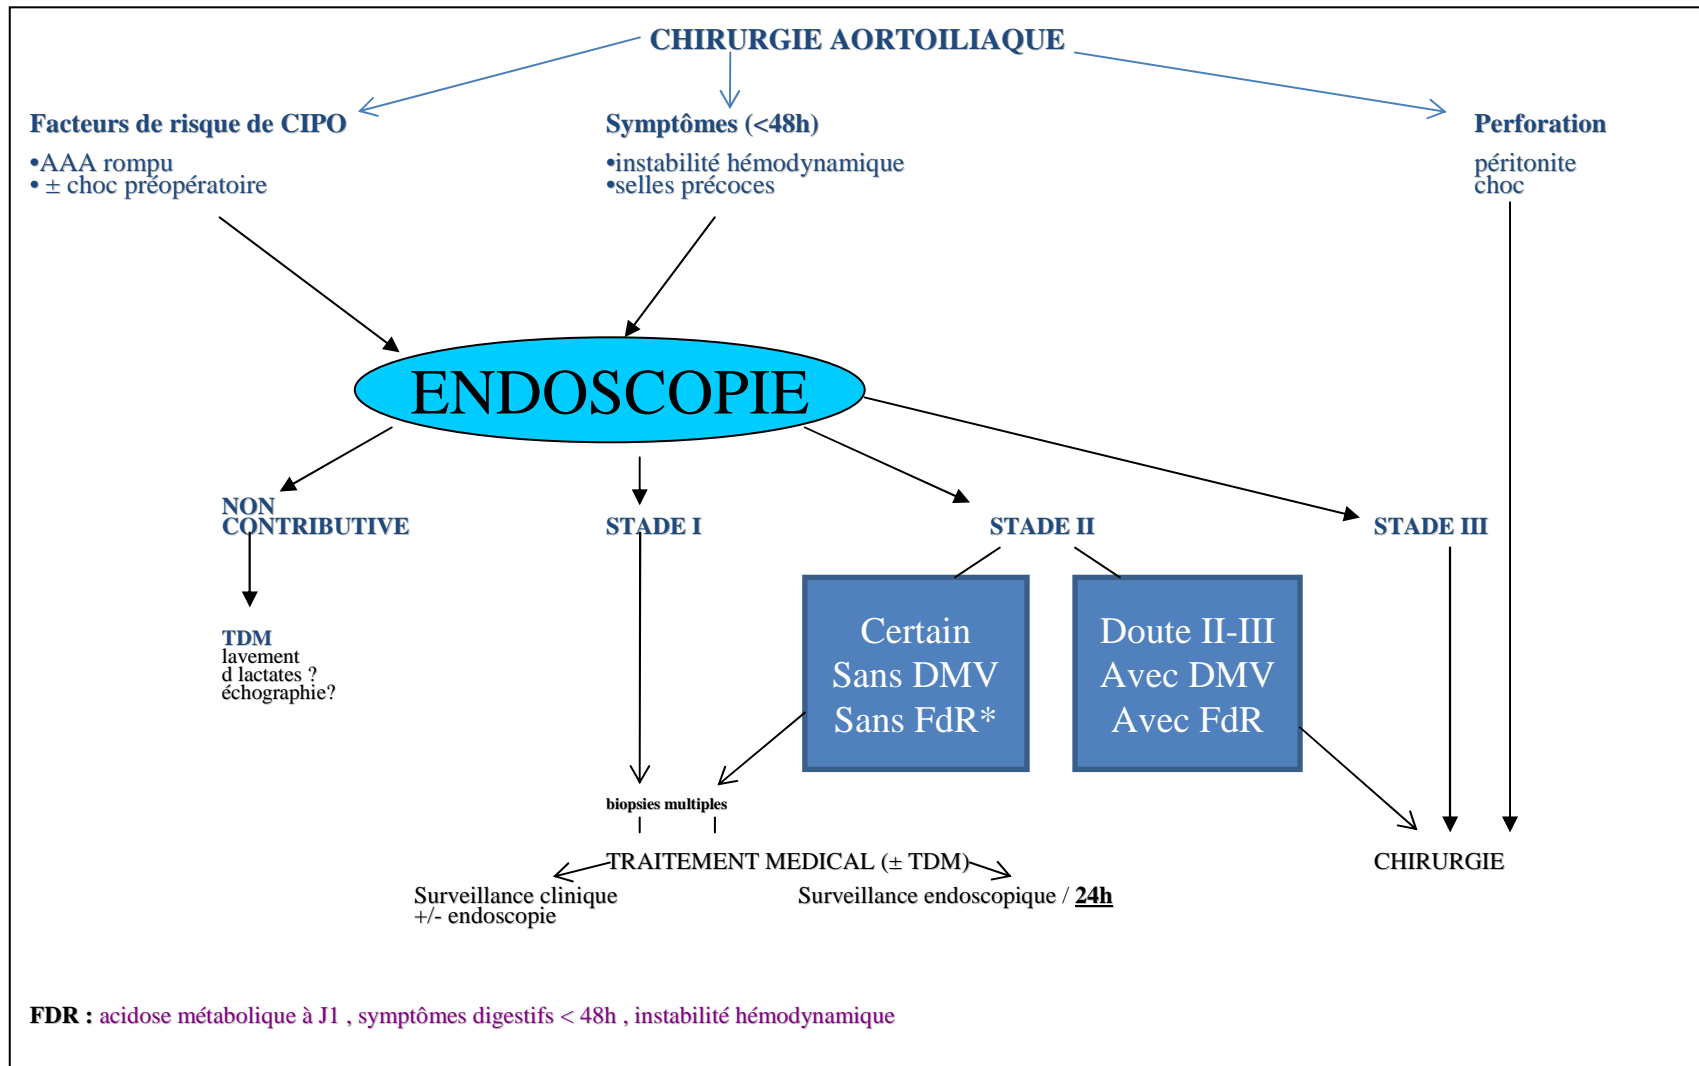 CHIRURGIE AORTOILIAQUE
Facteurs de risque de CIPO
•AAA rompu
• ± choc préopératoire
Symptômes (<48h)
•instabilité hémodynamique
•selles précoces
Perforation
péritonite
choc
ENDOSCOPIE
NON
CONTRIBUTIVE
STADE I
STADE II
STADE III
TDM
lavement
d lactates ?
échographie?
Certain
Sans DMV
Sans FdR*
Doute II-III
Avec DMV
Avec FdR
biopsies multiples
TRAITEMENT MEDICAL (± TDM)
CHIRURGIE
Surveillance clinique
+/- endoscopie
Surveillance endoscopique / 24h
FDR : acidose métabolique à J1 , symptômes digestifs < 48h , instabilité hémodynamique